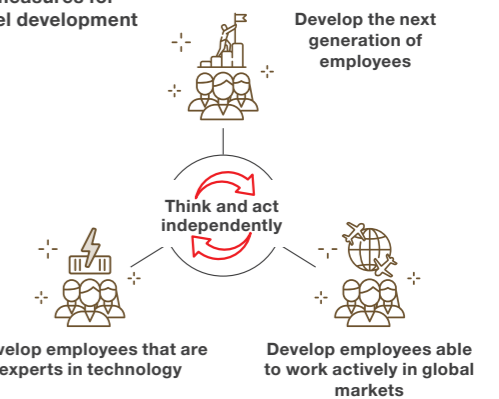 el development
Develop the next
generation of
employees
Think and act
independently
velop employees that are
experts in technology
Develop employees able
to work actively in global
markets